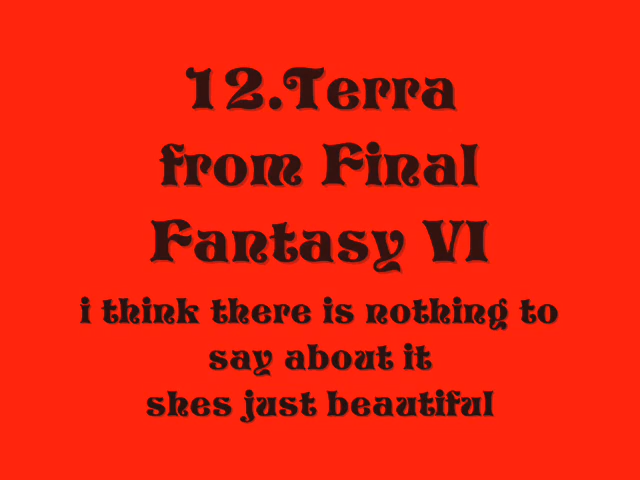 12.Terra
from Final
Fantasy VI
i think there is nothing to
say about it
shes just beautiful